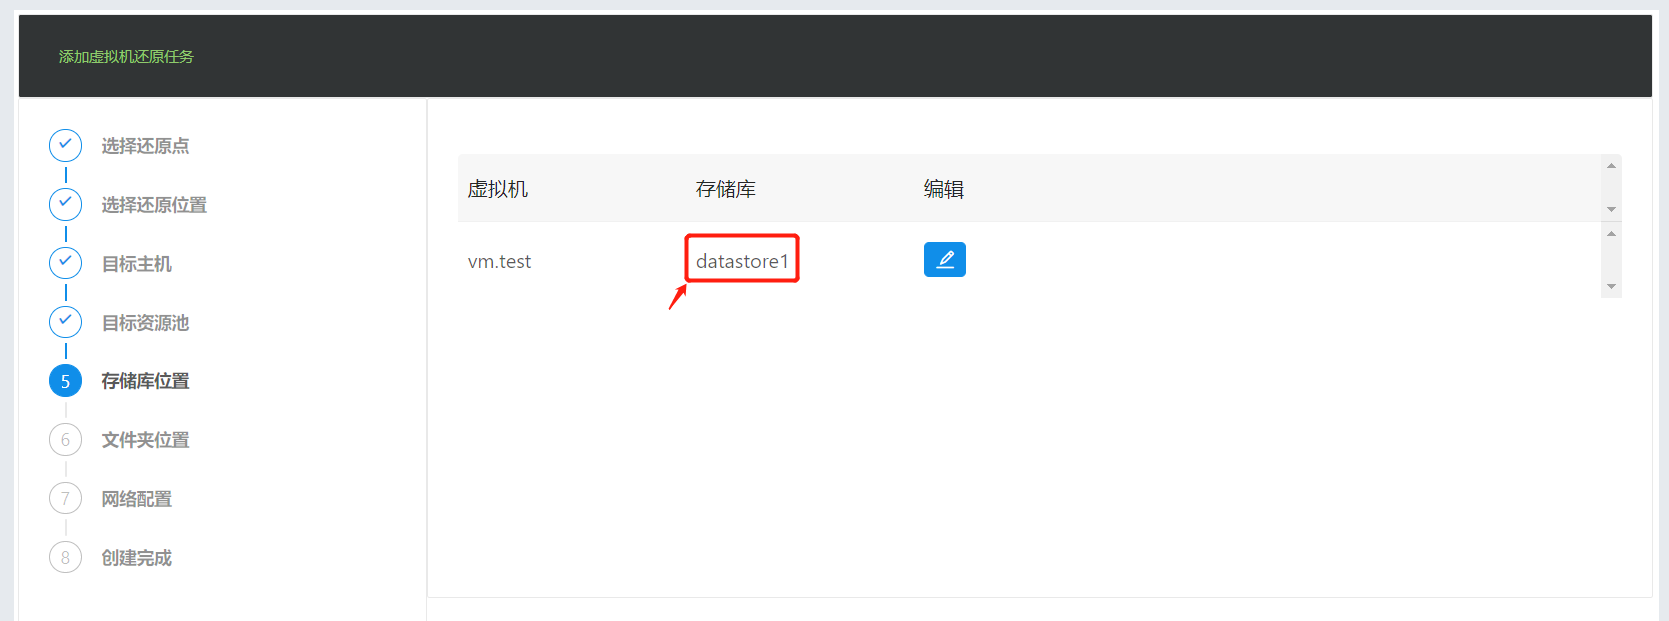 添加虚拟机还原任务
选择还原点
选择还原位置
目标主机
目标资源池
5 存储库位置
6 文件夹位置
7 网络配置
8 创建完成
虚拟机 存储库 编辑
vm.test datastore1